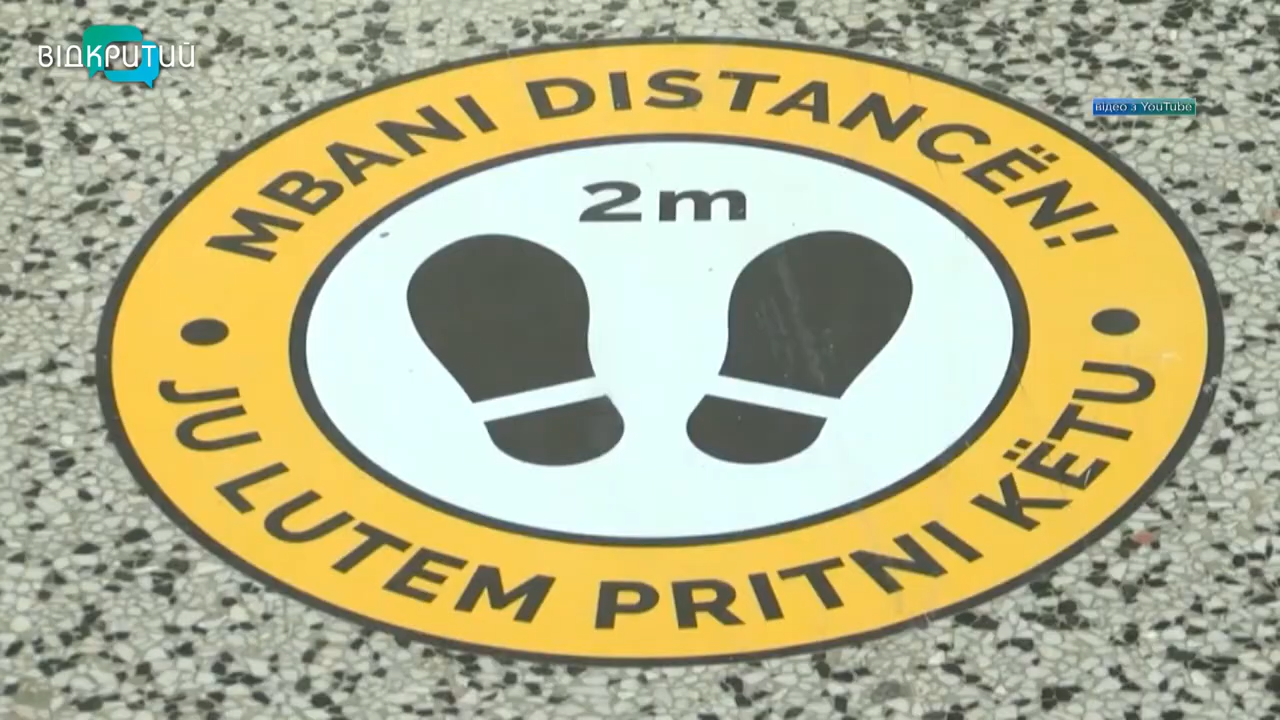 ВІДКРИТИЙ
відео з YouTube
MBANI DISTANCËN!
2m
JU LUTEM PRITNI KËTU